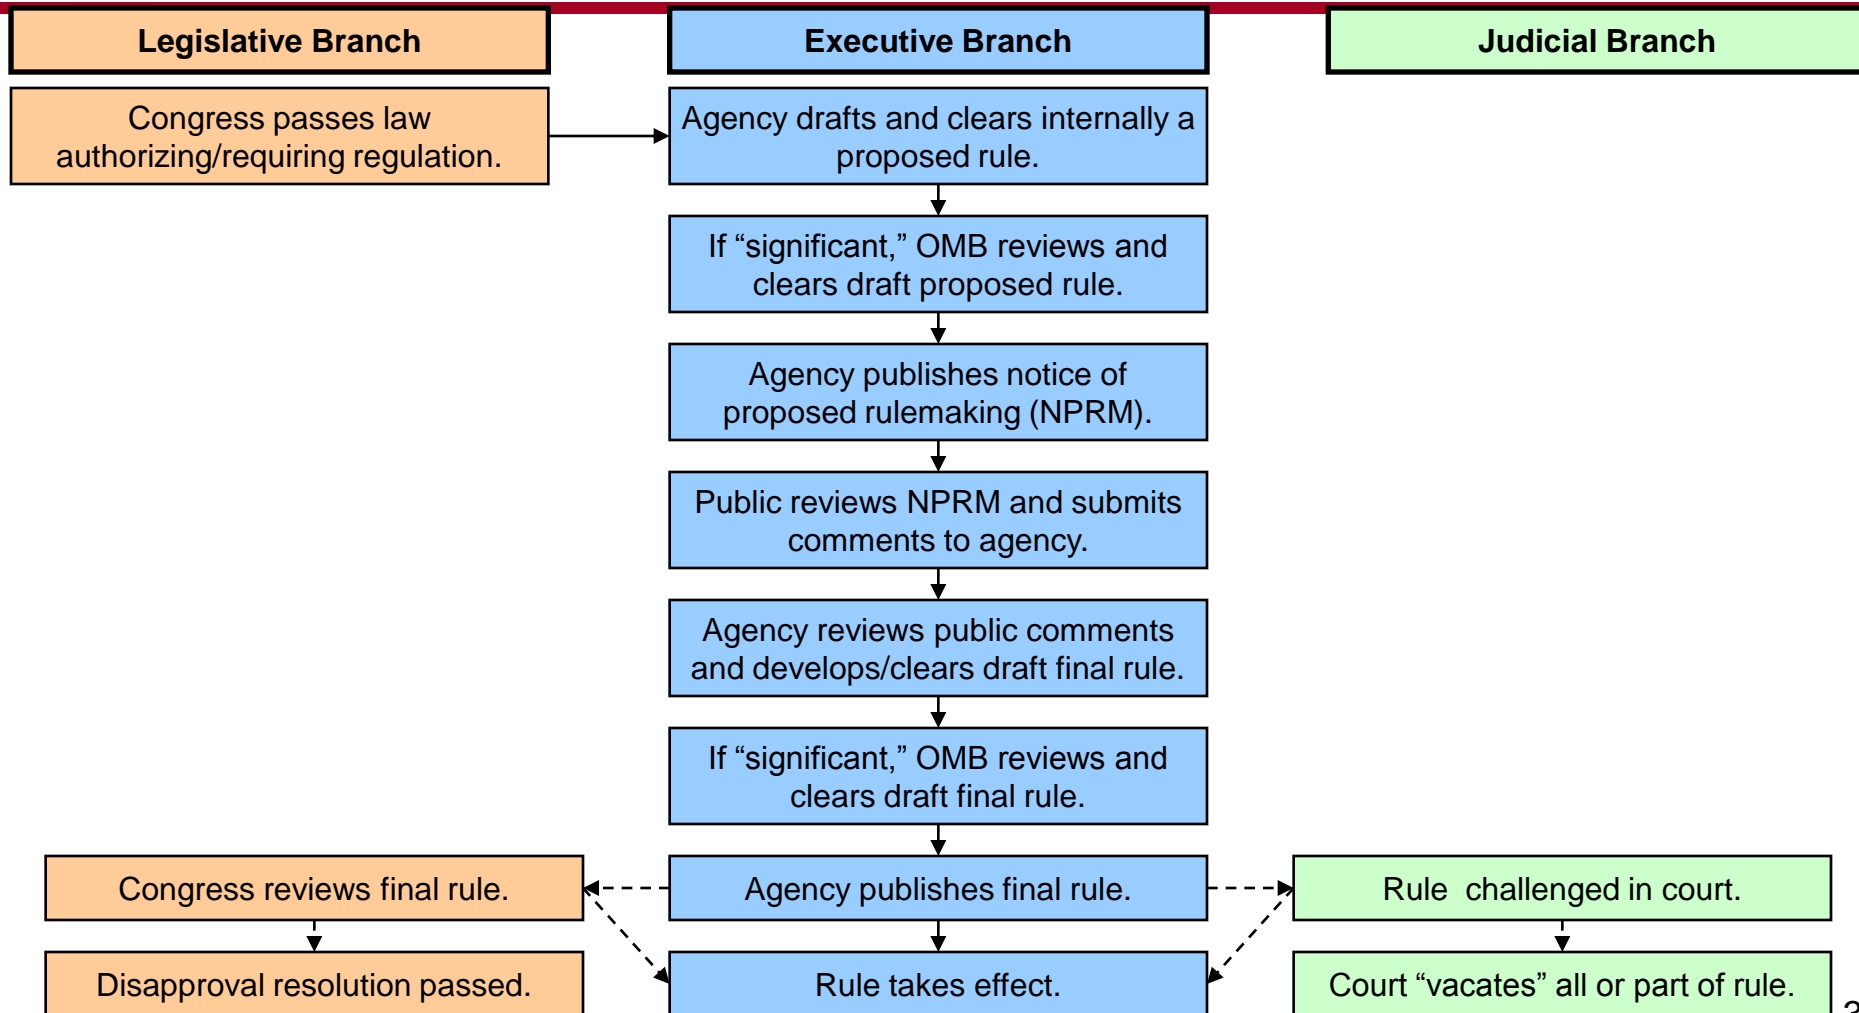 Legislative Branch
Executive Branch
Judicial Branch
Congress passes law
authorizing/requiring regulation.
Agency drafts and clears internally a
proposed rule.
If “significant,” OMB reviews and
clears draft proposed rule.
Agency publishes notice of
proposed rulemaking (NPRM).
Public reviews NPRM and submits
comments to agency.
Agency reviews public comments
and develops/clears draft final rule.
If “significant,” OMB reviews and
clears draft final rule.
Congress reviews final rule.
Agency publishes final rule.
Rule  challenged in court.
Disapproval resolution passed.
Rule takes effect.
Court “vacates” all or part of rule.